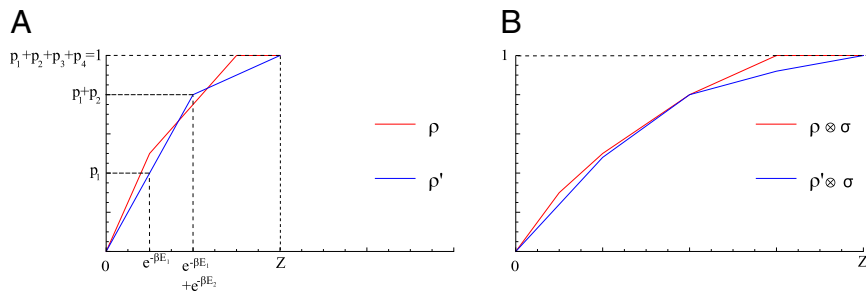 A
p₁+p₂+p₃+p₄=1
p₁+p₂
p₁
ρ
ρ'
0
e^-βE₁
e^-βE₁
+e^-βE₂
Z
B
1
ρ ⊗ σ
ρ'⊗ σ
0
Z